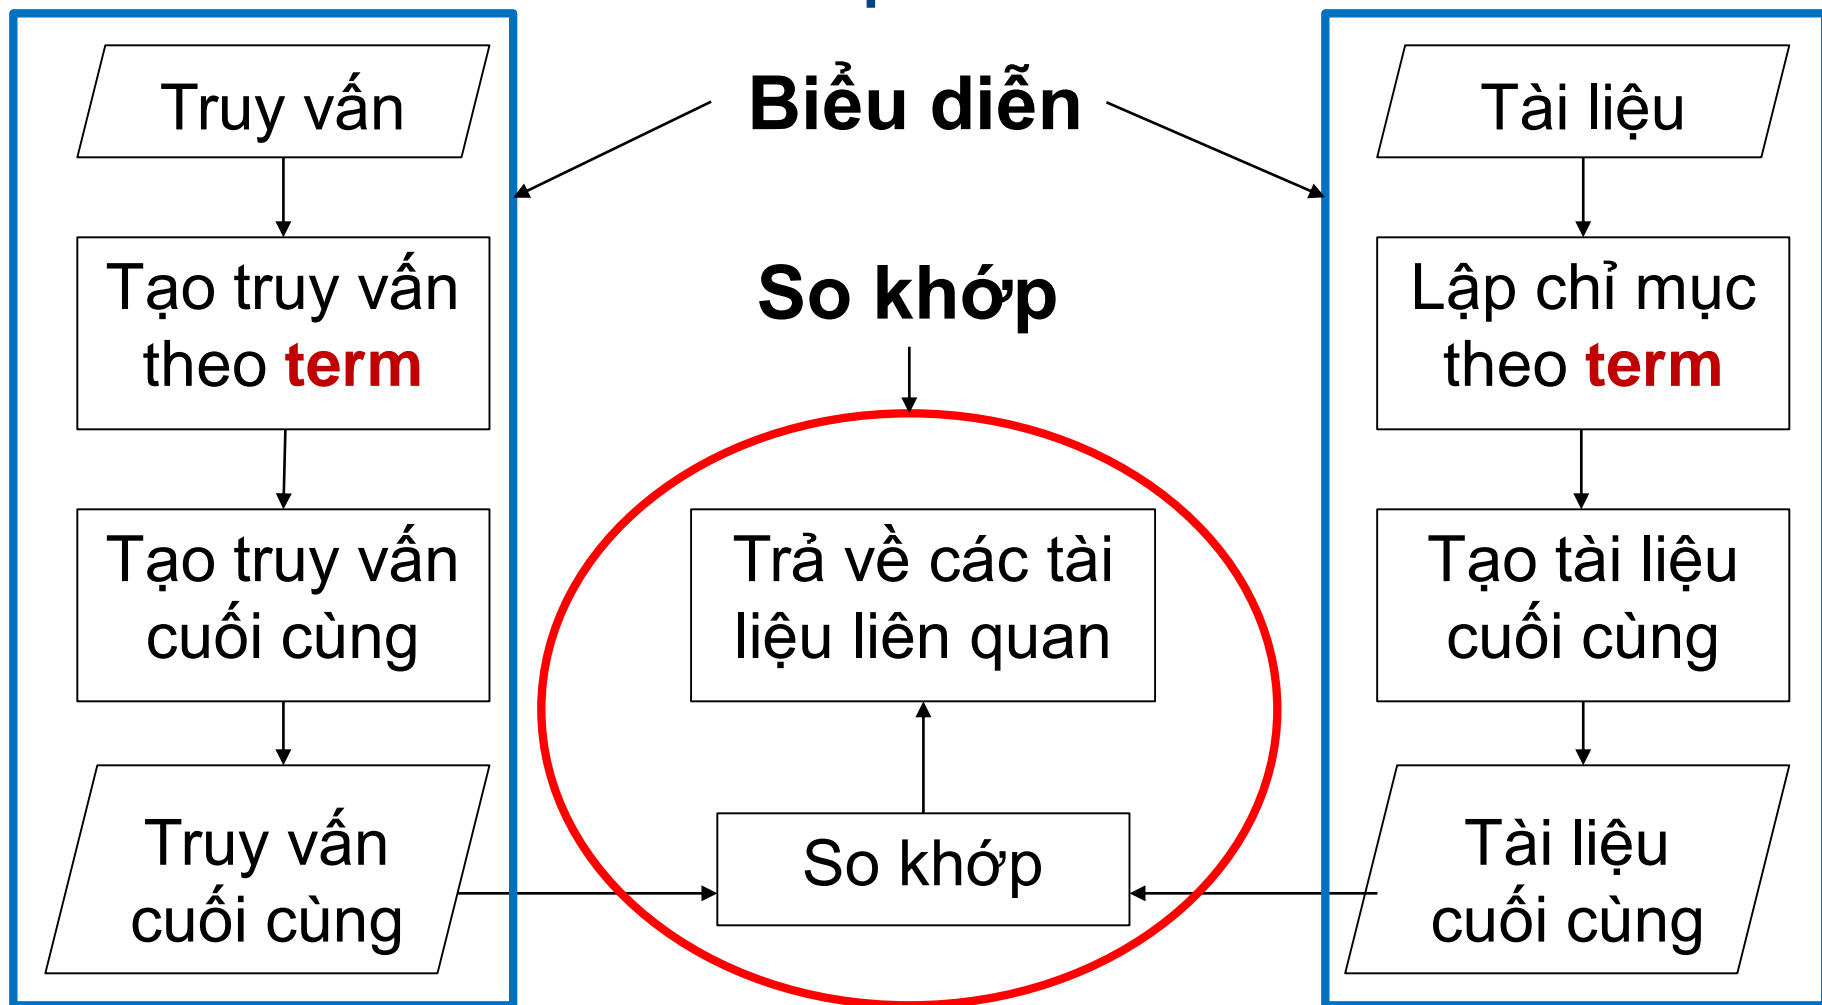 Truy vấn
Tạo truy vấn
theo term
Tạo truy vấn
cuối cùng
Truy vấn
cuối cùng
Biểu diễn
So khớp
Trả về các tài
liệu liên quan
So khớp
Tài liệu
Lập chỉ mục
theo term
Tạo tài liệu
cuối cùng
Tài liệu
cuối cùng